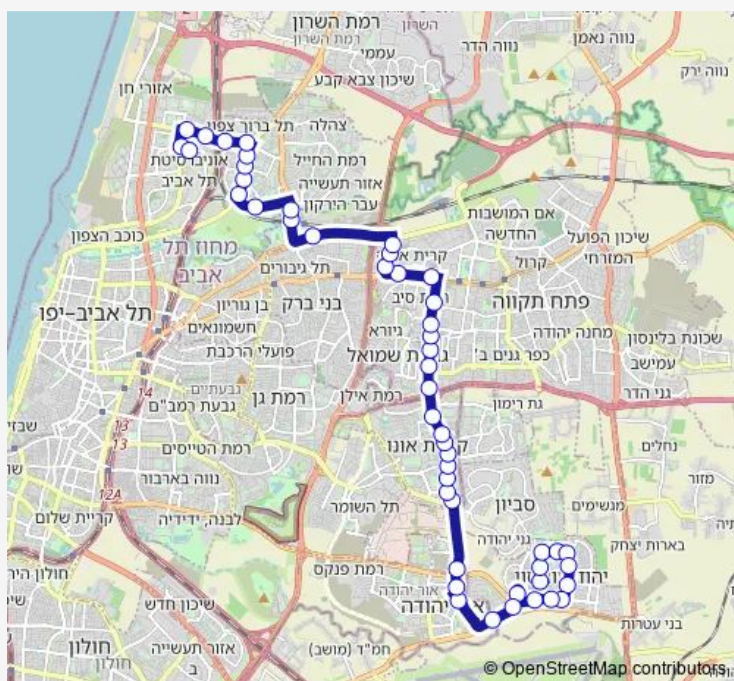 רמת השרון
רמת השרון
השרון
נווה נאמן
נווה הדר
עממי
נווה ירק
שיכון צבא קבע
אזורי חן
תל ברוך צפון
צהלה
אוניברסיטת
תל אביב
רמת החייל
אזור תעשייה
עבר הירקון
אם המושבות
החדשה
שיכון הפועל
המזרחי
כוכב הצפון
מחוז תל
אביב
קרית א
קרול
תל גיבורים
פתח תקווה
בני ברק
ת סיב
בן גוריון
תל אביב–יפו
חשמונאים
גיורא
מחנה יהודה
שכונת בלינסון
פועלי הרכבת
ג ת שמואל
כפר גנים ב'
עמישב
גבעתיים
רמת אילן
14
גבעת רמב"ם
רמת גן
גני הדר
גת רימון
13
13
רמת הטייסים
ק ית אונו
נחלים
נווה בארבור
מזור
12A
תל השומר
סביון
מגשימים
קריית שלום
לבנה, ידידיה
גני יהודה
בארות יצחק
רמת פנקס
אור יהודה
שיכון חדש
בני עטרות
חולון
חולון
אזור תעשייה
ב
חמ"ד (מושב)
© OpenStreetMap contributors